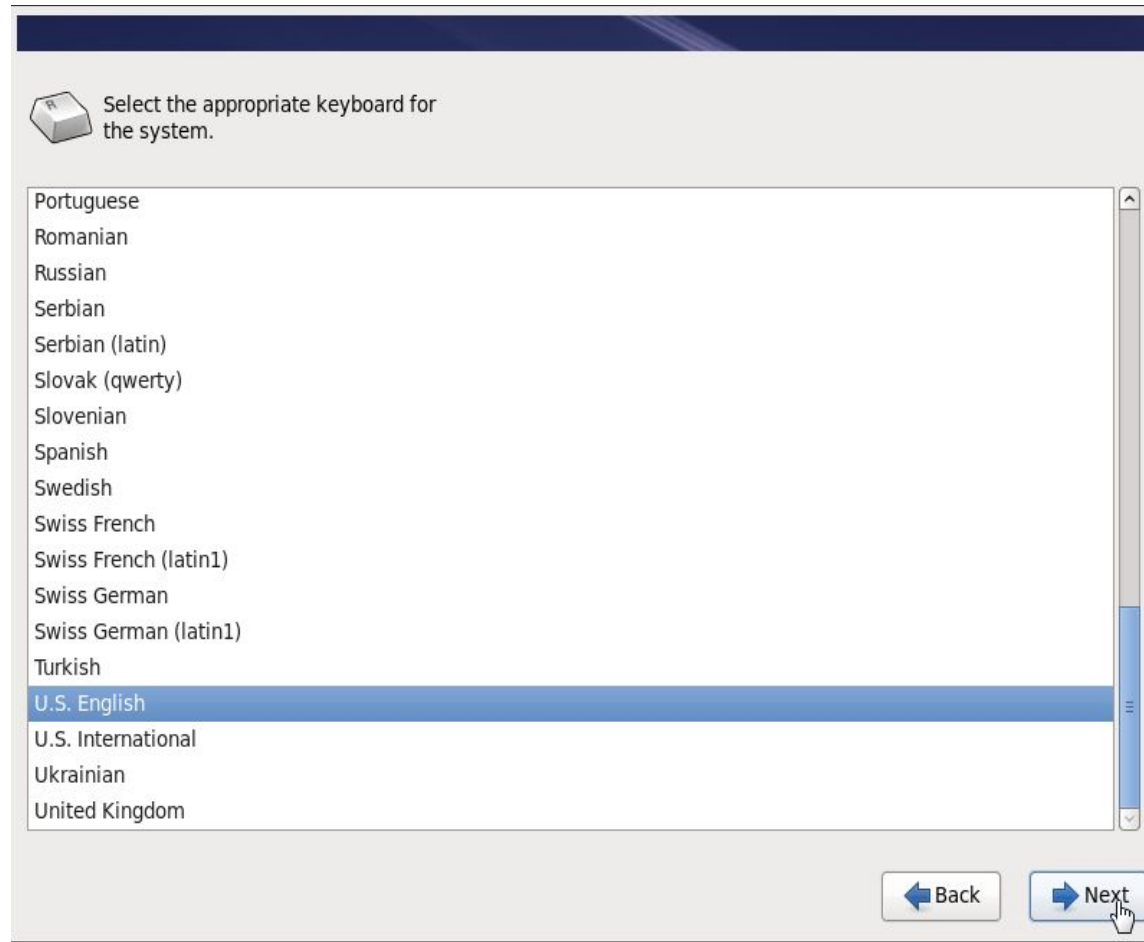 R
Select the appropriate keyboard for
the system.
Portuguese
Romanian
Russian
Serbian
Serbian (latin)
Slovak (qwerty)
Slovenian
Spanish
Swedish
Swiss French
Swiss French (latin1)
Swiss German
Swiss German (latin1)
Turkish
U.S. English
U.S. International
Ukrainian
United Kingdom
Back Next